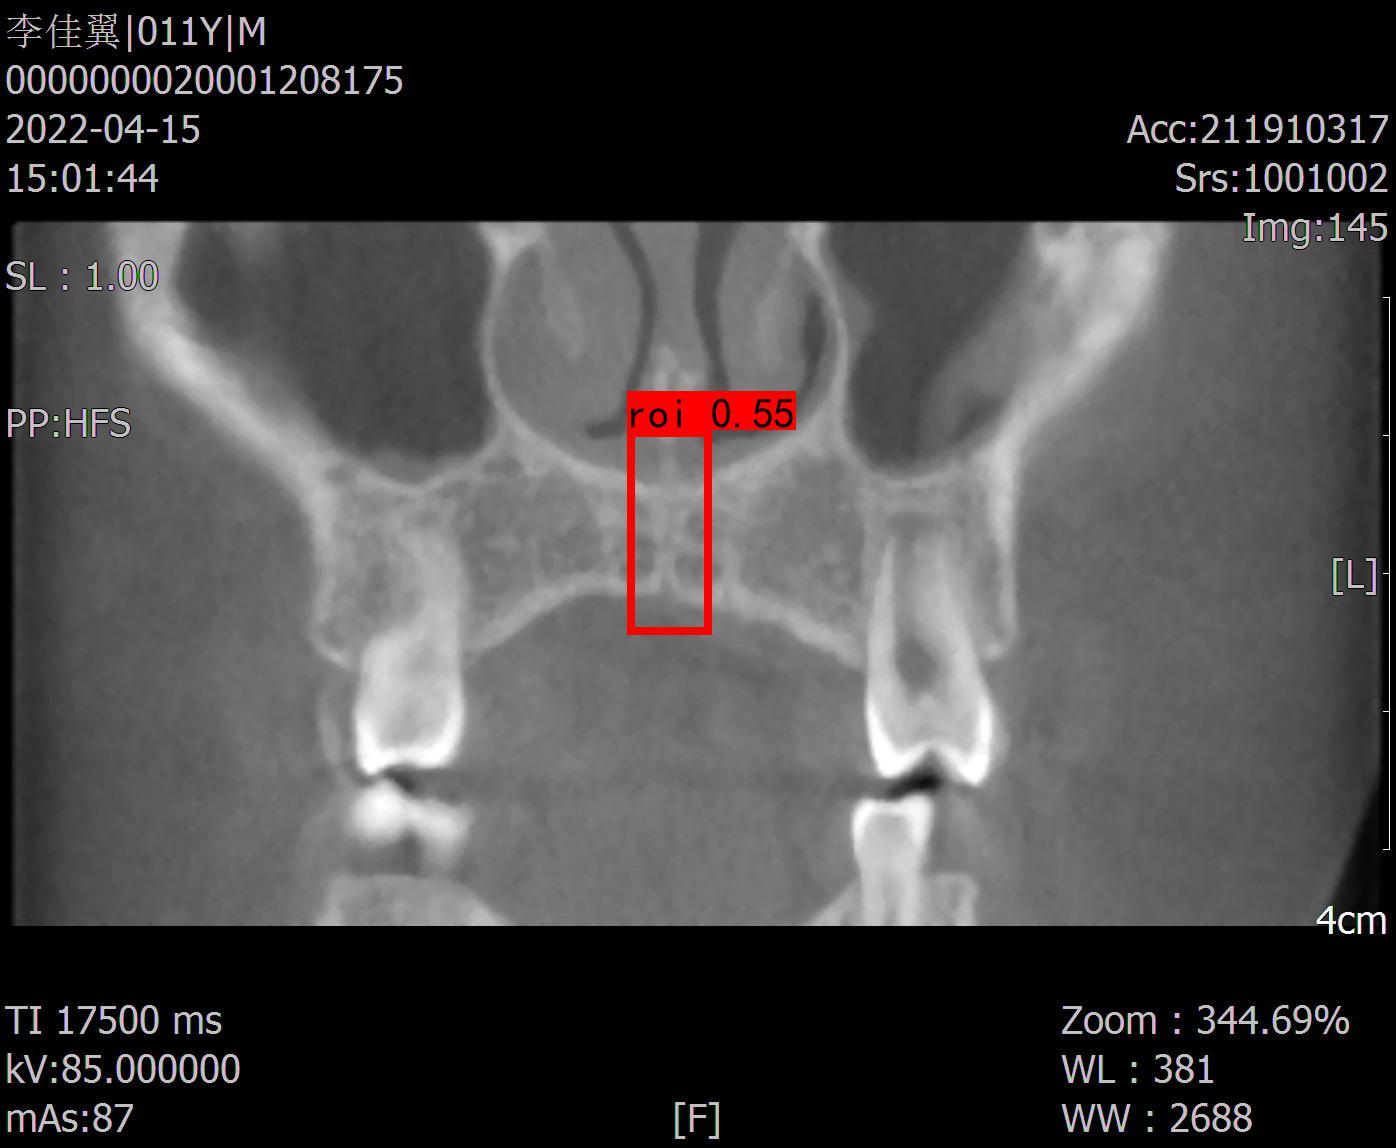 李佳翼|011Y|M
0000000020001208175
2022-04-15
15:01:44
Acc:211910317
Srs:1001002
Img:145
SL : 1.00
PP:HFS
roi 0.55
[L]
4cm
TI 17500 ms
kV:85.000000
mAs:87
[F]
Zoom : 344.69%
WL : 381
WW : 2688